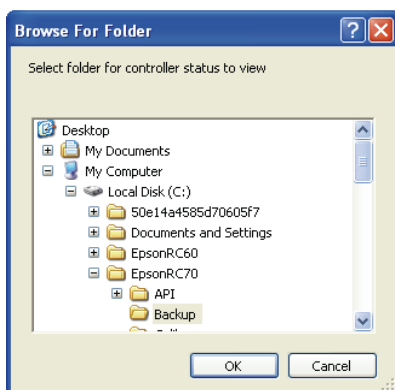 Browse For Folder
Select folder for controller status to view
Desktop
My Documents
My Computer
Local Disk (C:)
50e14a4585d70605f7
Documents and Settings
EpsonRC60
EpsonRC70
API
Backup
OK Cancel